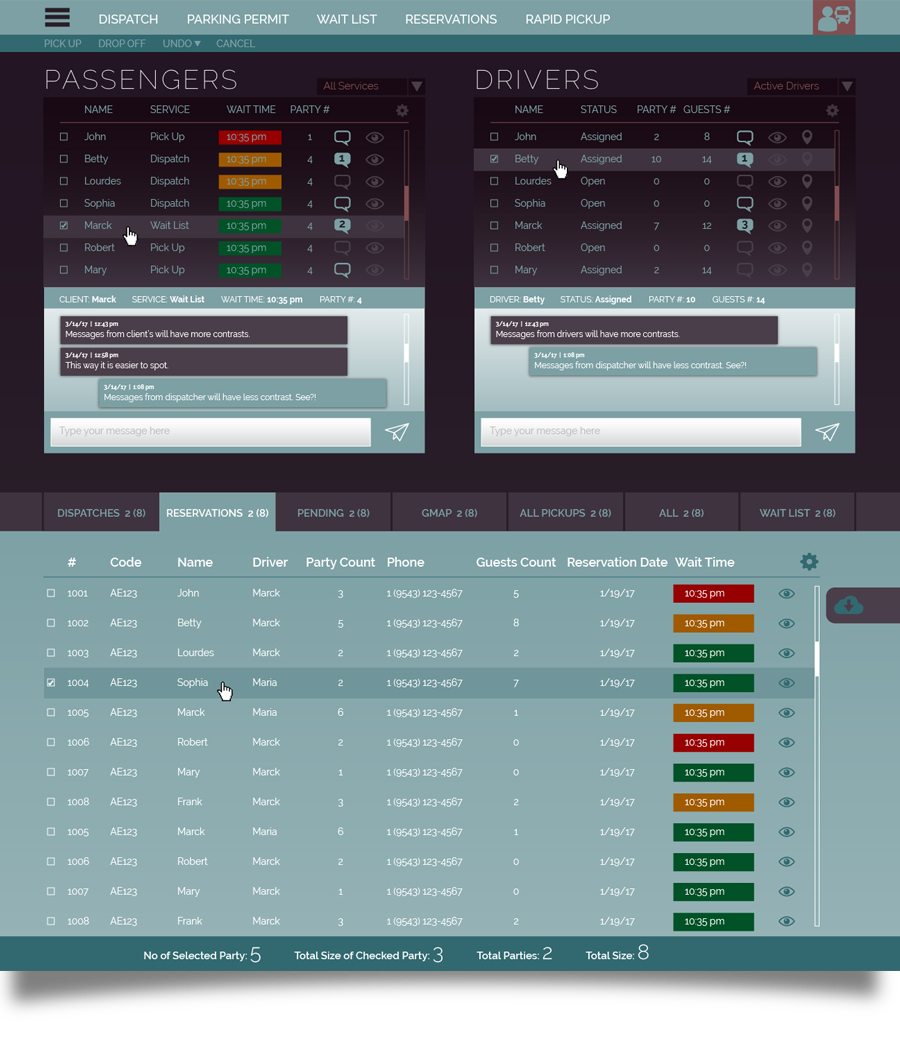 DISPATCH PARKING PERMIT WAIT LIST RESERVATIONS RAPID PICKUP
PICK UP DROP OFF UNDO CANCEL
PASSENGERS All Services
NAME SERVICE WAIT TIME PARTY #
John Pick Up 10:35 pm 1
Betty Dispatch 10:35 pm 4 1
Lourdes Dispatch 10:35 pm 4
Sophia Dispatch 10:35 pm 4
Marck Wait List 10:35 pm 4 2
Robert Pick Up 10:35 pm 4
Mary Pick Up 10:35 pm 4
CLIENT: Marck SERVICE: Wait List WAIT TIME: 10:35 pm PARTY #: 4
3/14/17 | 12:43 pm
Messages from client's will have more contrasts.
3/14/17 | 12:58 pm
This way it is easier to spot.
3/14/17 | 1:08 pm
Messages from dispatcher will have less contrast. See?!
Type your message here
DRIVERS Active Drivers
NAME STATUS PARTY # GUESTS #
John Assigned 2 8
Betty Assigned 10 14 1
Lourdes Open 0 0
Sophia Open 0 0
Marck Assigned 7 12 3
Robert Open 0 0
Mary Assigned 2 14
DRIVER: Betty STATUS: Assigned PARTY #: 10 GUESTS #: 14
3/14/17 | 12:43 pm
Messages from drivers will have more contrasts.
3/14/17 | 1:08 pm
Messages from dispatcher will have less contrast. See?!
Type your message here
DISPATCHES 2 (8) RESERVATIONS 2 (8) PENDING 2 (8) GMAP 2 (8) ALL PICKUPS 2 (8) ALL 2 (8) WAIT LIST 2 (8)
# Code Name Driver Party Count Phone Guests Count Reservation Date Wait Time
1001 AE123 John Marck 3 1 (9543) 123-4567 5 1/19/17 10:35 pm
1002 AE123 Betty Marck 5 1 (9543) 123-4567 8 1/19/17 10:35 pm
1003 AE123 Lourdes Marck 2 1 (9543) 123-4567 2 1/19/17 10:35 pm
1004 AE123 Sophia Maria 2 1 (9543) 123-4567 7 1/19/17 10:35 pm
1005 AE123 Marck Maria 6 1 (9543) 123-4567 1 1/19/17 10:35 pm
1006 AE123 Robert Marck 2 1 (9543) 123-4567 0 1/19/17 10:35 pm
1007 AE123 Mary Marck 1 1 (9543) 123-4567 0 1/19/17 10:35 pm
1008 AE123 Frank Marck 3 1 (9543) 123-4567 2 1/19/17 10:35 pm
1005 AE123 Marck Maria 6 1 (9543) 123-4567 1 1/19/17 10:35 pm
1006 AE123 Robert Marck 2 1 (9543) 123-4567 0 1/19/17 10:35 pm
1007 AE123 Mary Marck 1 1 (9543) 123-4567 0 1/19/17 10:35 pm
1008 AE123 Frank Marck 3 1 (9543) 123-4567 2 1/19/17 10:35 pm
No of Selected Party: 5 Total Size of Checked Party: 3 Total Parties: 2 Total Size: 8